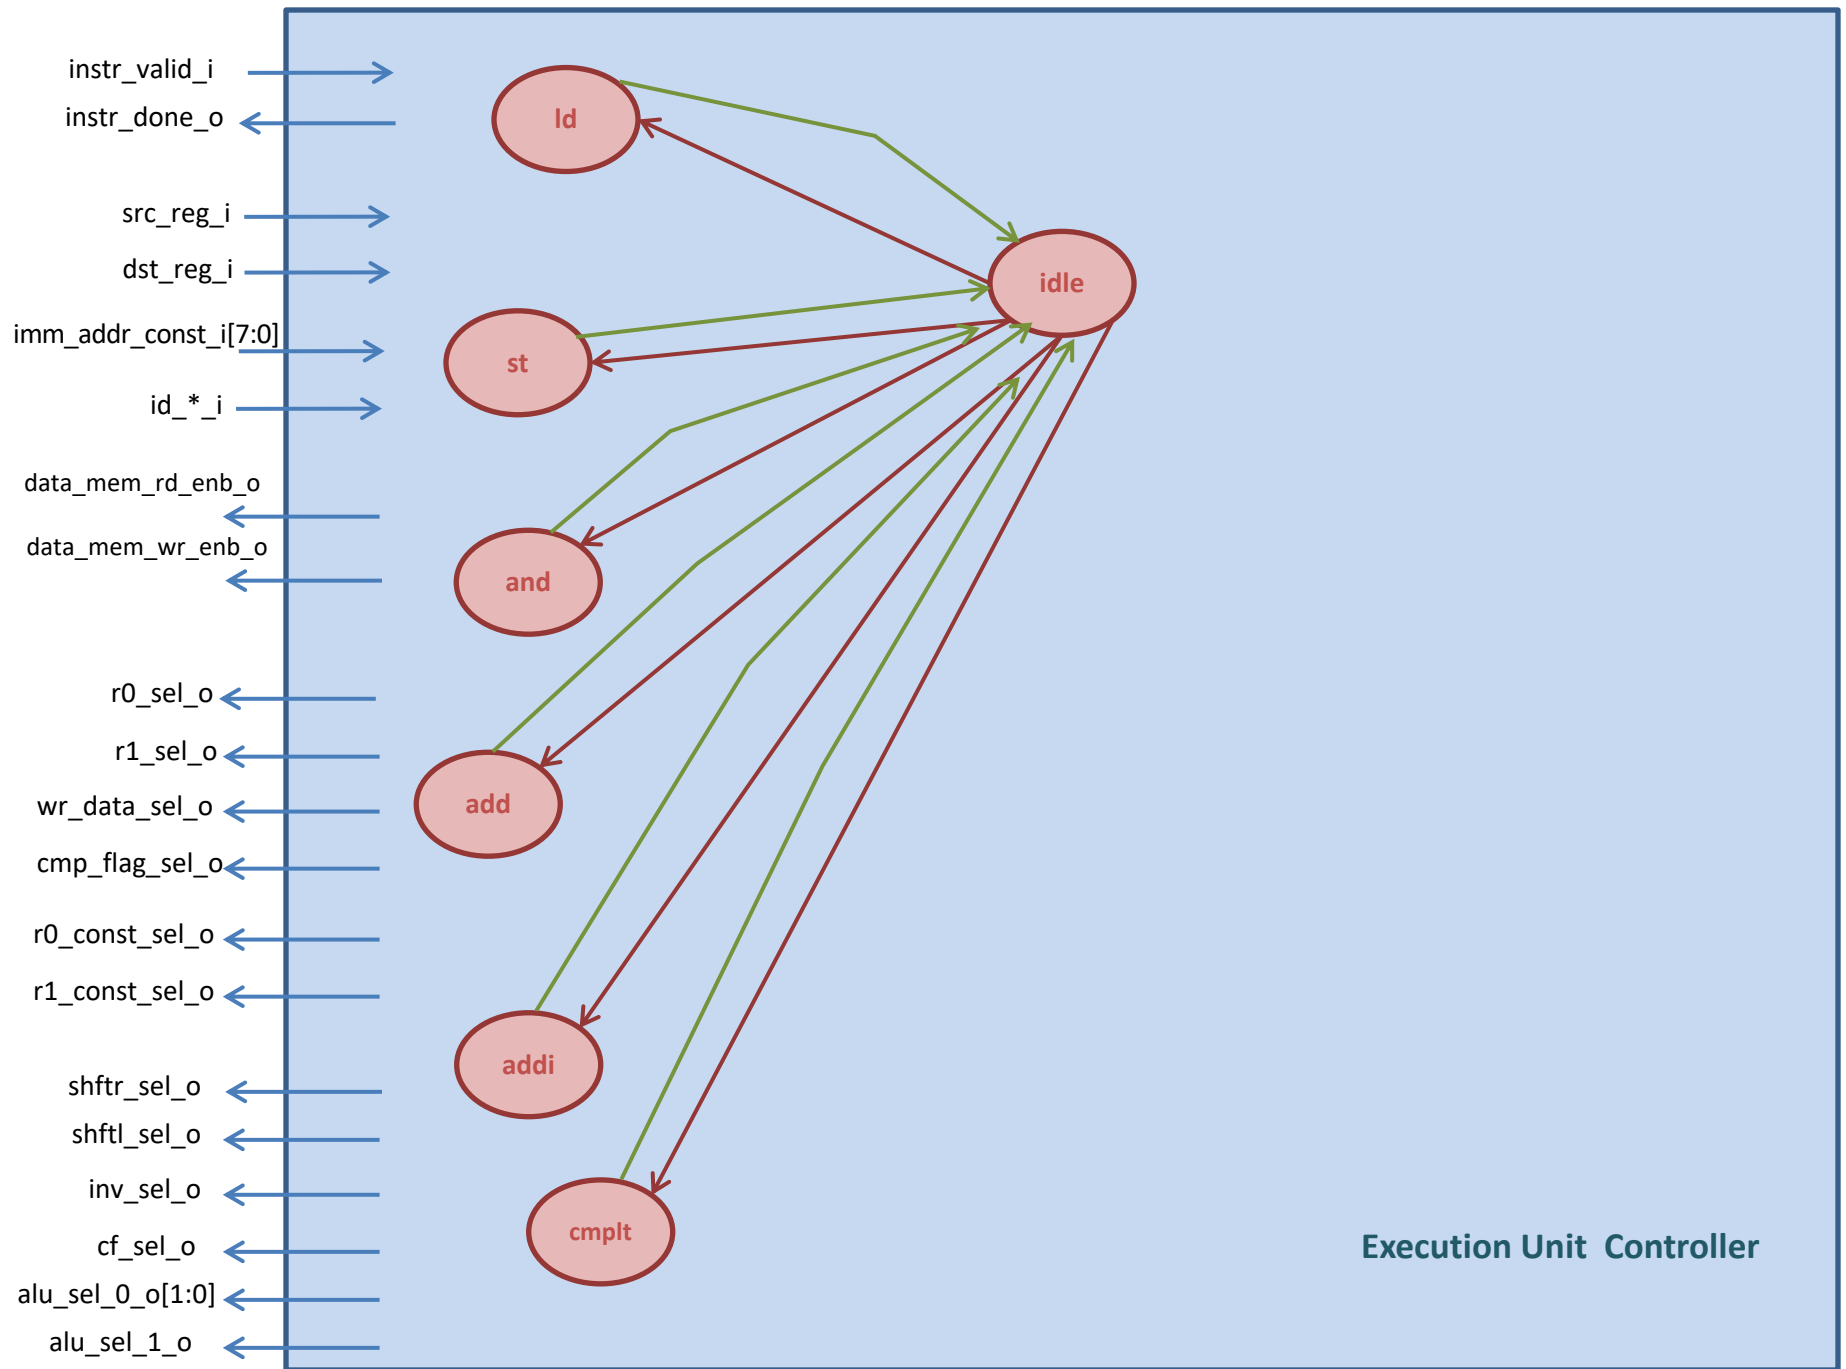 instr_valid_i
instr_done_o
src_reg_i
dst_reg_i
imm_addr_const_i[7:0]
id_*_i
data_mem_rd_enb_o
data_mem_wr_enb_o
r0_sel_o
r1_sel_o
wr_data_sel_o
cmp_flag_sel_o
r0_const_sel_o
r1_const_sel_o
shftr_sel_o
shftl_sel_o
inv_sel_o
cf_sel_o
alu_sel_0_o[1:0]
alu_sel_1_o
ld
idle
st
and
add
addi
cmplt
Execution Unit Controller